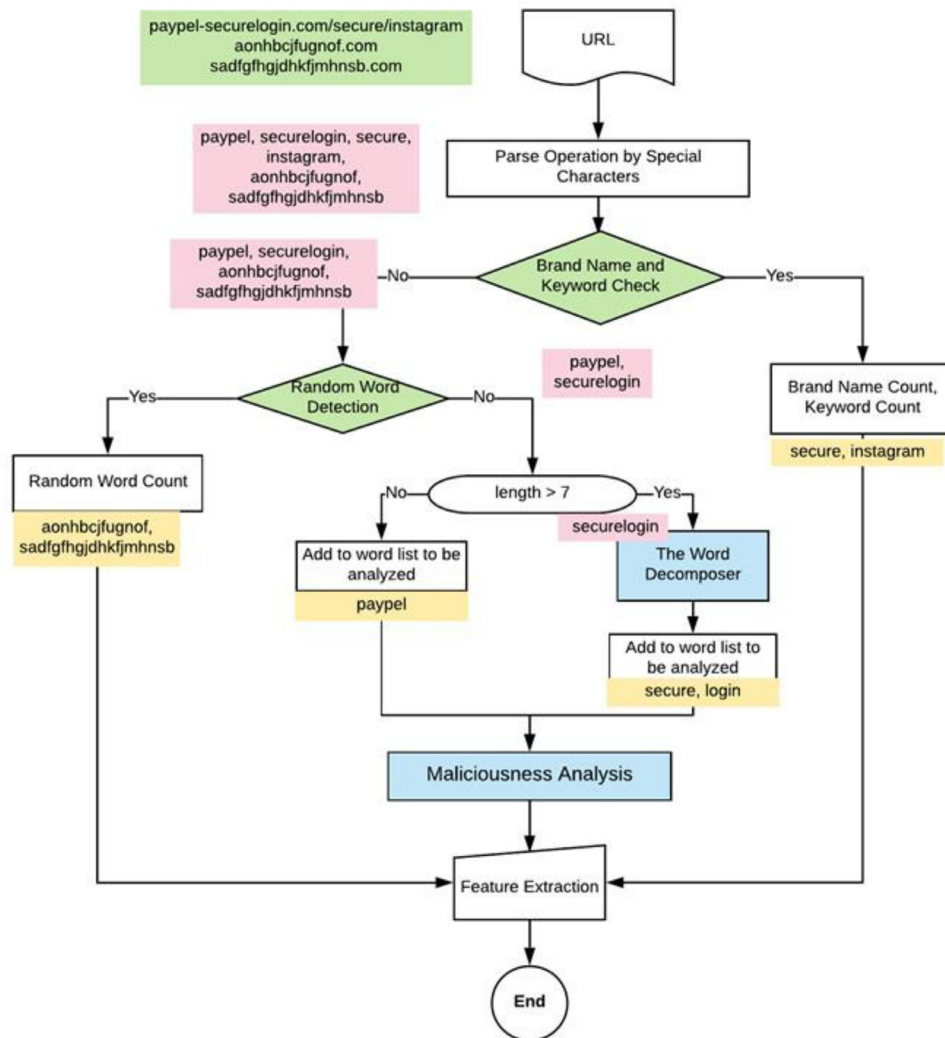 paypel-securelogin.com/secure/instagram
aonhbcjfugnof.com
sadfgfhgjdhkfjmhnsb.com
URL
paypel, securelogin, secure,
instagram,
aonhbcjfugnof,
sadfgfhgjdhkfjmhnsb
Parse Operation by Special
Characters
paypel, securelogin,
aonhbcjfugnof,
sadfgfhgjdhkfjmhnsb
No
Brand Name and
Keyword Check
Yes
paypel,
securelogin
Yes
Random Word
Detection
No
Brand Name Count,
Keyword Count
secure, instagram
Random Word Count
aonhbcjfugnof,
sadfgfhgjdhkfjmhnsb
No
length > 7
Yes
securelogin
Add to word list to be
analyzed
paypel
The Word
Decomposer
Add to word list to
be analyzed
secure, login
Maliciousness Analysis
Feature Extraction
End